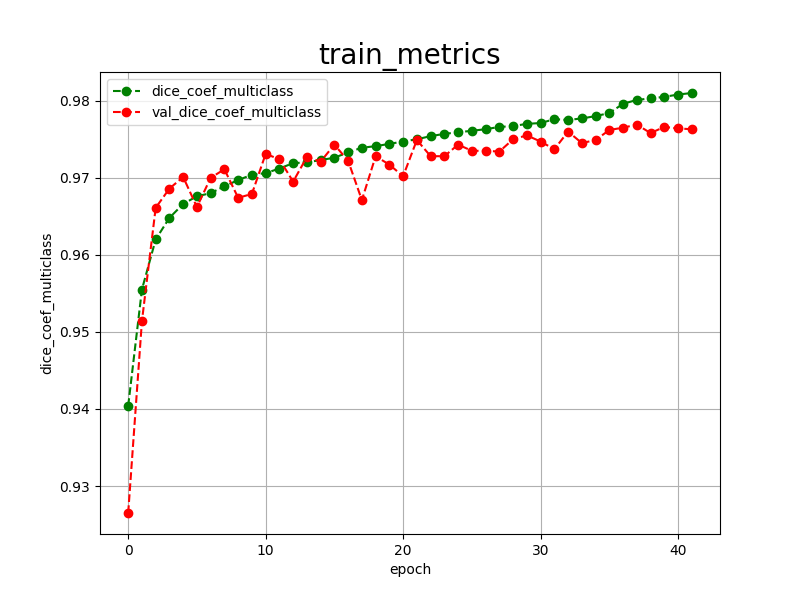 train_metrics
dice_coef_multiclass
val_dice_coef_multiclass
dice_coef_multiclass
0.98
0.97
0.96
0.95
0.94
0.93
0
10
20
30
40
epoch